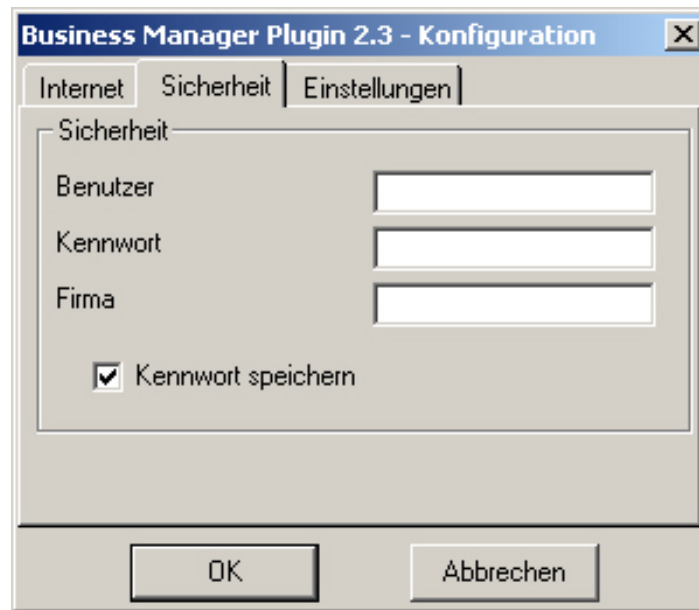 Business Manager Plugin 2.3 - Konfiguration
Internet Sicherheit Einstellungen
Sicherheit
Benutzer
Kennwort
Firma
Kennwort speichern
OK Abbrechen